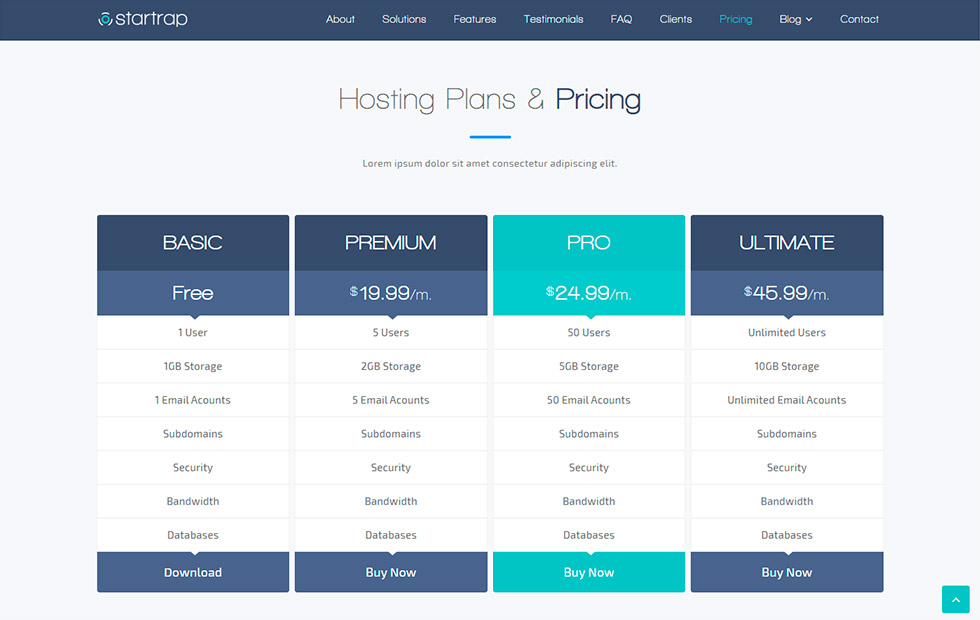 startrap
About Solutions Features Testimonials FAQ Clients Pricing Blog Contact
Hosting Plans & Pricing
Lorem ipsum dolor sit amet consectetur adipiscing elit.
BASIC PREMIUM PRO ULTIMATE
Free $19.99/m. $24.99/m. $45.99/m.
1 User 5 Users 50 Users Unlimited Users
1GB Storage 2GB Storage 5GB Storage 10GB Storage
1 Email Acounts 5 Email Acounts 50 Email Acounts Unlimited Email Acounts
Subdomains Subdomains Subdomains Subdomains
Security Security Security Security
Bandwidth Bandwidth Bandwidth Bandwidth
Databases Databases Databases Databases
Download Buy Now Buy Now Buy Now